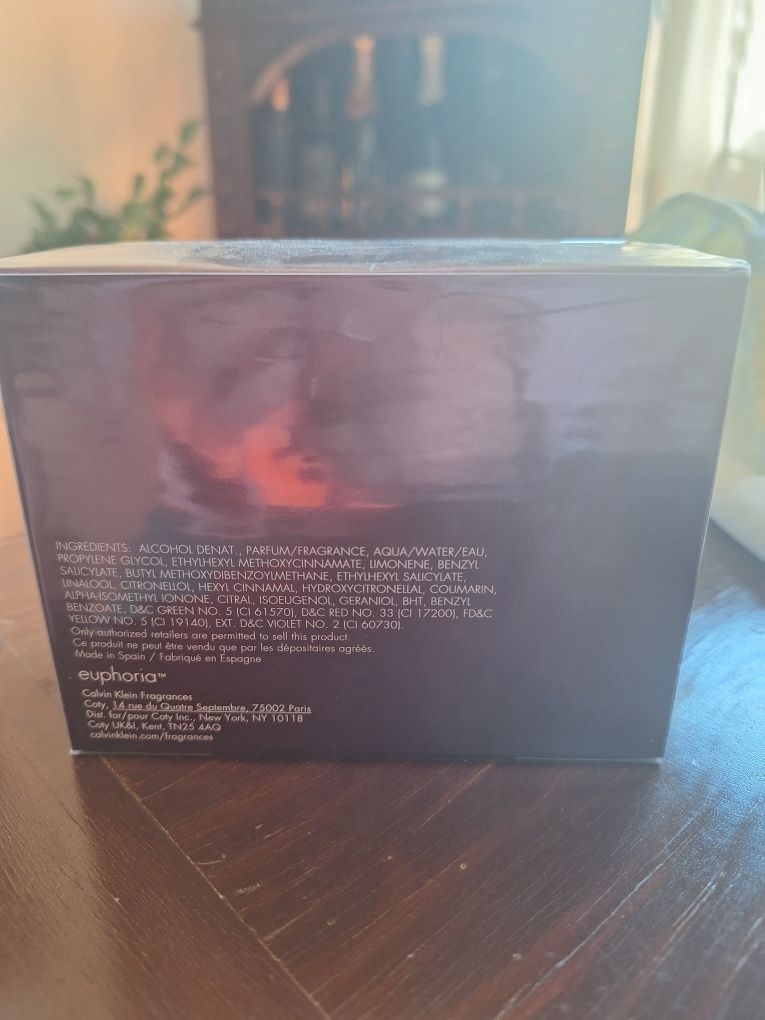 INGREDIENTS: ALCOHOL DENAT., PARFUM/FRAGRANCE, AQUA/WATER/EAU,
PROPYLENE GLYCOL, ETHYLHEXYL METHOXYCINNAMATE, LIMONENE, BENZYL
SALICYLATE, BUTYL METHOXYDIBENZOYLMETHANE, ETHYLHEXYL SALICYLATE,
LINALOOL, CITRONELLOL, HEXYL CINNAMAL, HYDROXYCITRONELLAL, COUMARIN,
ALPHA-ISOMETHYL IONONE, CITRAL, ISOEUGENOL, GERANIOL, BHT, BENZYL
BENZOATE, D&C GREEN NO. 5 (CI 61570), D&C RED NO. 33 (CI 17200), FD&C
YELLOW NO. 5 (CI 19140), EXT. D&C VIOLET NO. 2 (CI 60730).
Only authorized retailers are permitted to sell this product.
Ce produit ne peut être vendu que par les dépositaires agréés.
Made in Spain / Fabriqué en Espagne
euphoria™
Calvin Klein Fragrances
Coty, 14 rue du Quatre Septembre, 75002 Paris
Dist. for/pour Coty Inc., New York, NY 10118
Coty UK&I, Kent, TN25 4AQ
calvinklein.com/fragrances